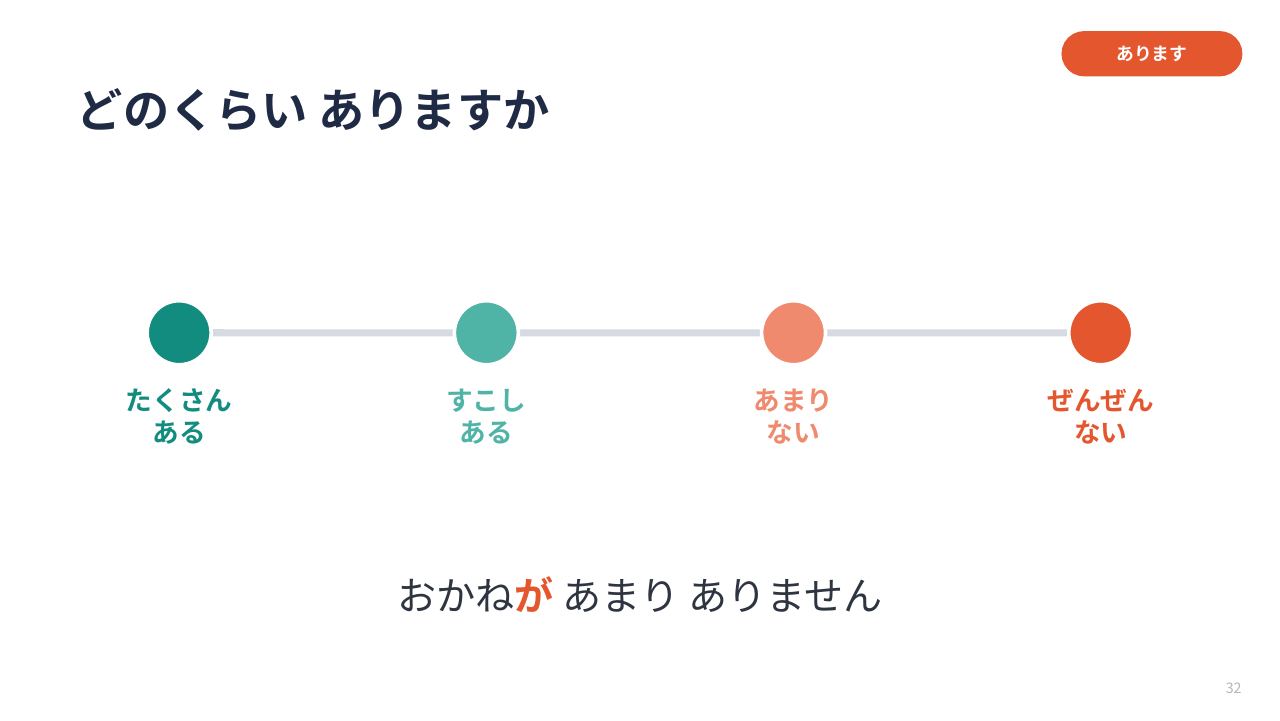 あります
どのくらい ありますか
たくさん
ある
すこし
ある
あまり
ない
ぜんぜん
ない
おかねが あまり ありません
32